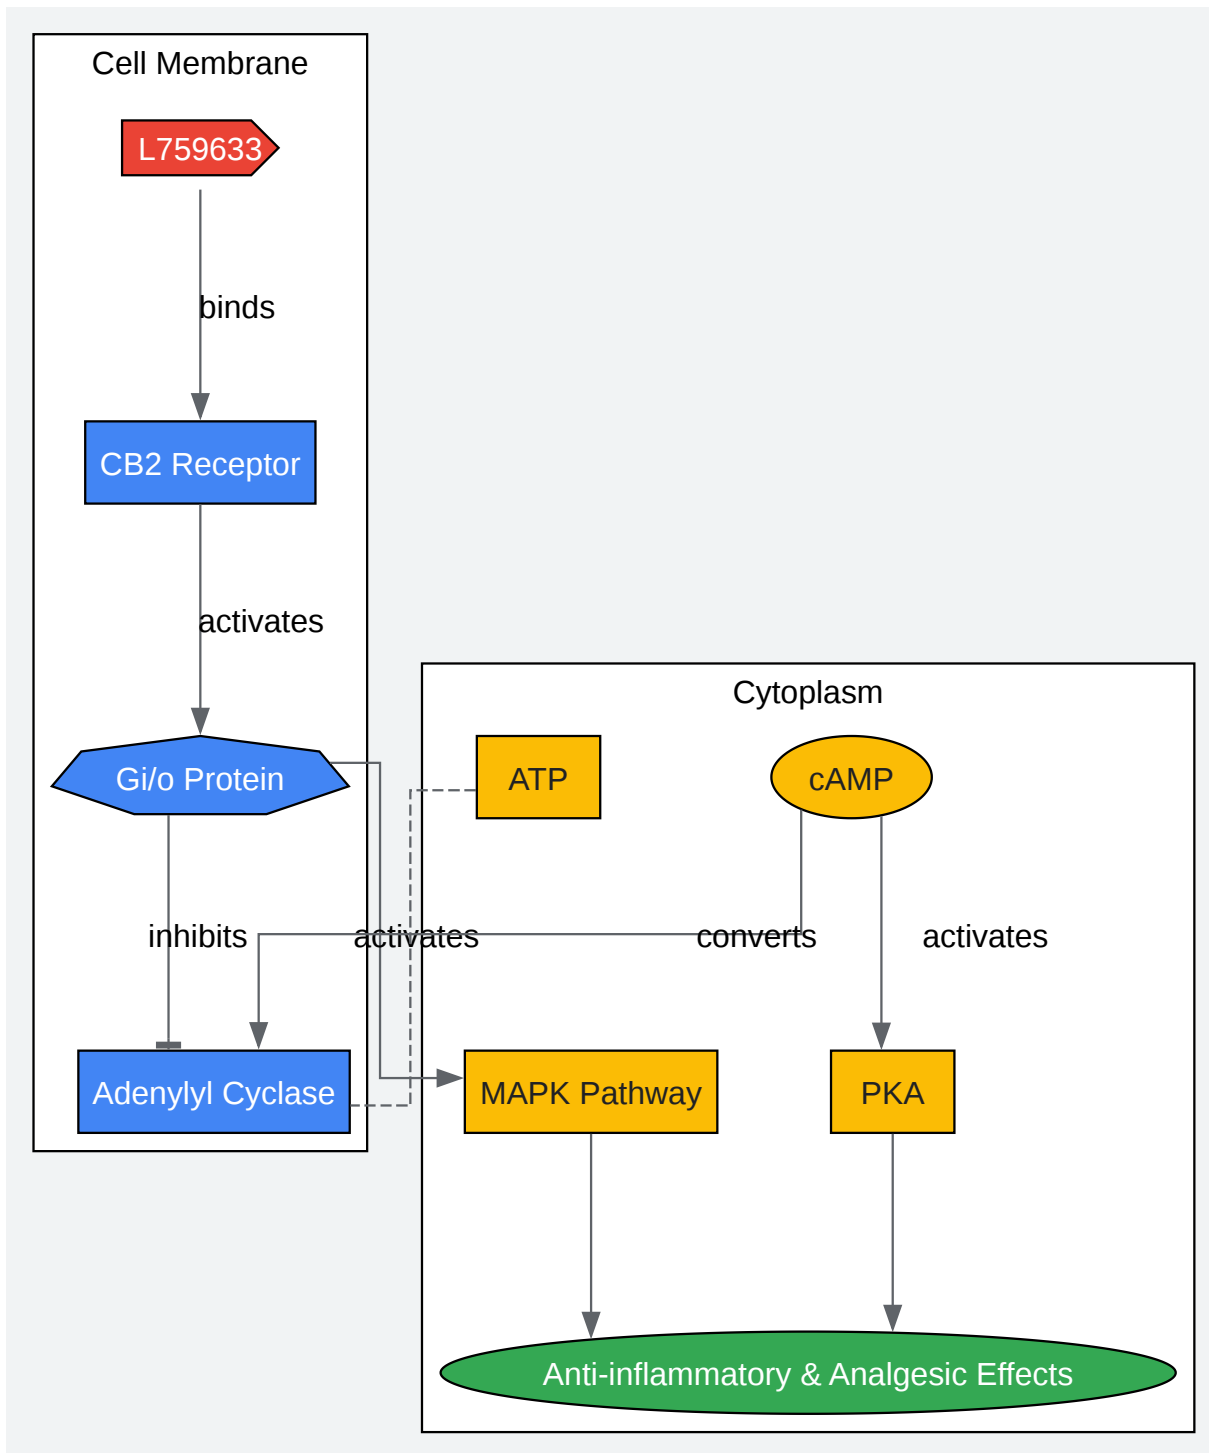 Cell Membrane
L759633
binds
CB2 Receptor
activates
Cytoplasm
Gi/o Protein
ATP
cAMP
inhibits
activates
converts
activates
Adenylyl Cyclase
MAPK Pathway
PKA
Anti-inflammatory & Analgesic Effects